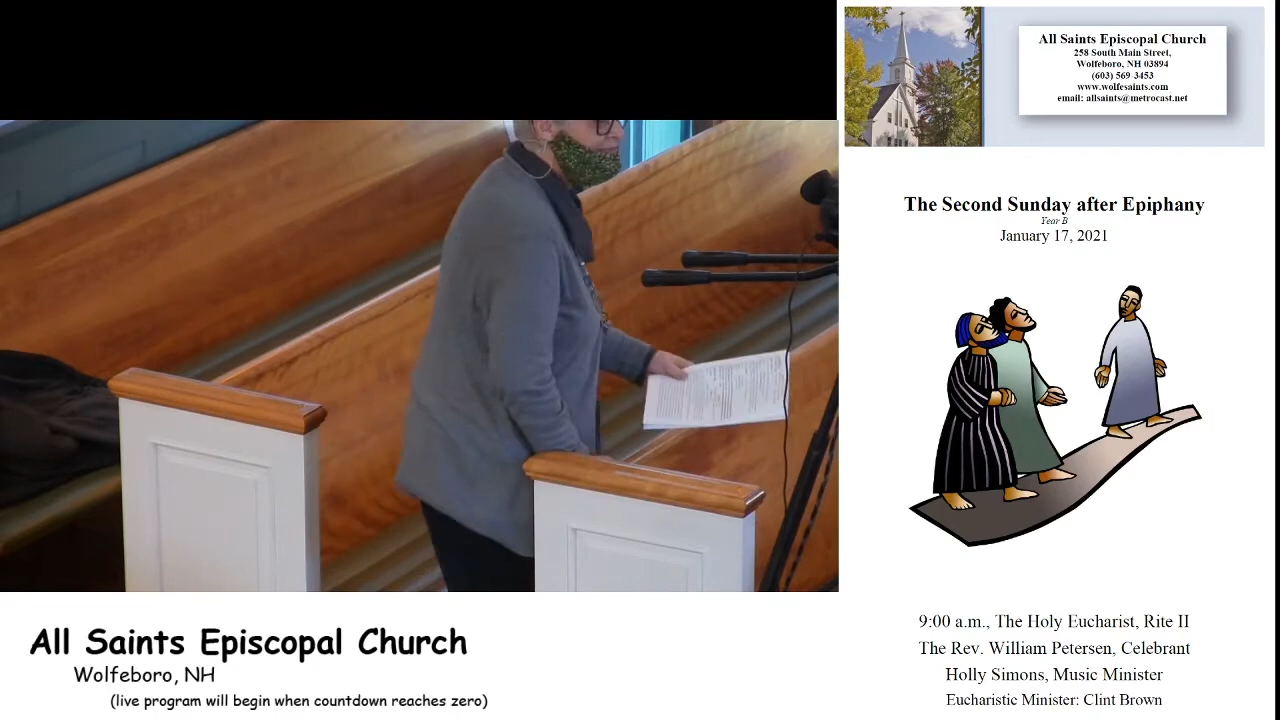 All Saints Episcopal Church
258 South Main Street,
Wolfeboro, NH 03894
(603) 569-3453
www.wolfesaints.com
email: allsaints@metrocast.net
The Second Sunday after Epiphany
Year B
January 17, 2021
9:00 a.m., The Holy Eucharist, Rite II
The Rev. William Petersen, Celebrant
Holly Simons, Music Minister
Eucharistic Minister: Clint Brown
All Saints Episcopal Church
Wolfeboro, NH
(live program will begin when countdown reaches zero)